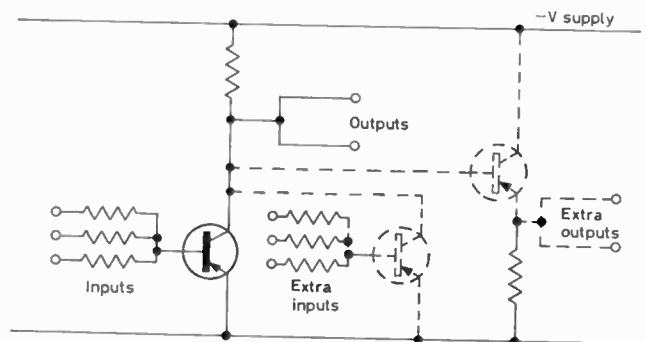 −V supply
Outputs
Inputs
Extra
inputs
Extra
outputs